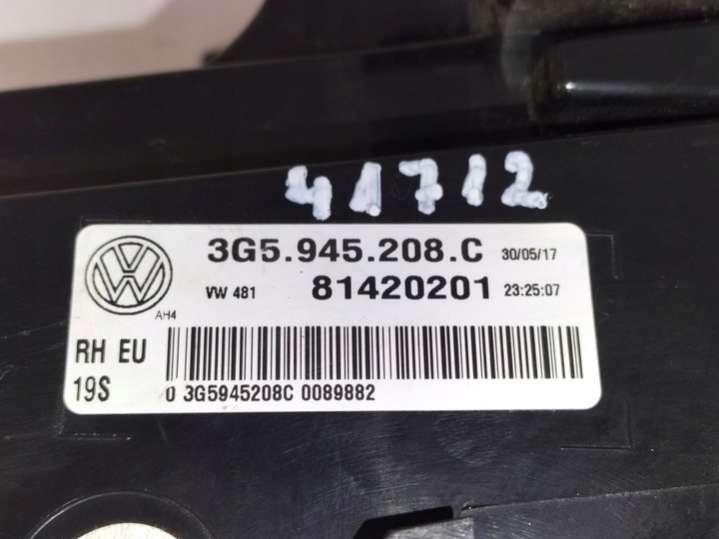 41712
3G5.945.208.C 30/05/17
VW 481 81420201 23:25:07
AH4
RH EU
19S
0 3G5945208C 0089882